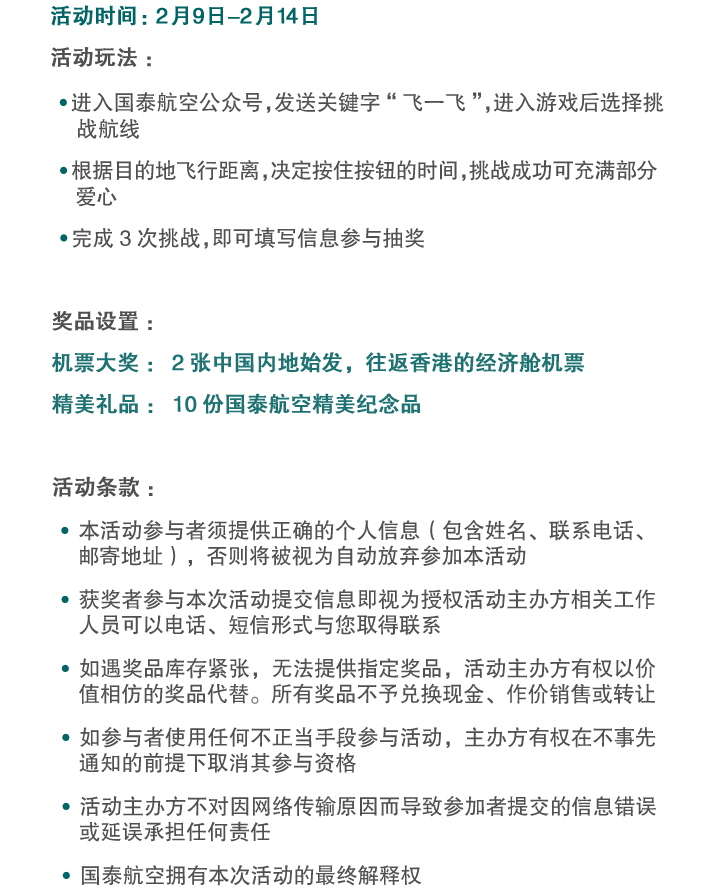 活动时间: 2月9日–2月14日
活动玩法：
•进入国泰航空公众号,发送关键字“飞一飞”,进入游戏后选择挑
战航线
•根据目的地飞行距离,决定按住按钮的时间,挑战成功可充满部分
爱心
•完成 3 次挑战,即可填写信息参与抽奖
奖品设置：
机票大奖： 2 张中国内地始发，往返香港的经济舱机票
精美礼品： 10 份国泰航空精美纪念品
活动条款：
• 本活动参与者须提供正确的个人信息（包含姓名、联系电话、
邮寄地址），否则将被视为自动放弃参加本活动
• 获奖者参与本次活动提交信息即视为授权活动主办方相关工作
人员可以电话、短信形式与您取得联系
• 如遇奖品库存紧张，无法提供指定奖品，活动主办方有权以价
值相仿的奖品代替。所有奖品不予兑换现金、作价销售或转让
• 如参与者使用任何不正当手段参与活动，主办方有权在不事先
通知的前提下取消其参与资格
• 活动主办方不对因网络传输原因而导致参加者提交的信息错误
或延误承担任何责任
• 国泰航空拥有本次活动的最终解释权